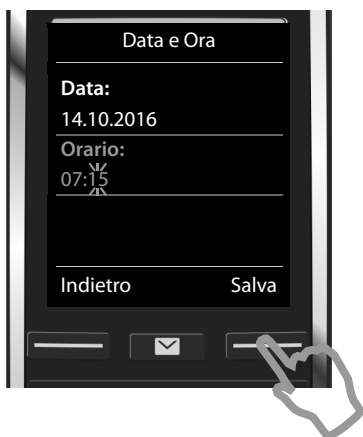 Data e Ora
Data:
14.10.2016
Orario:
07:15
Indietro Salva